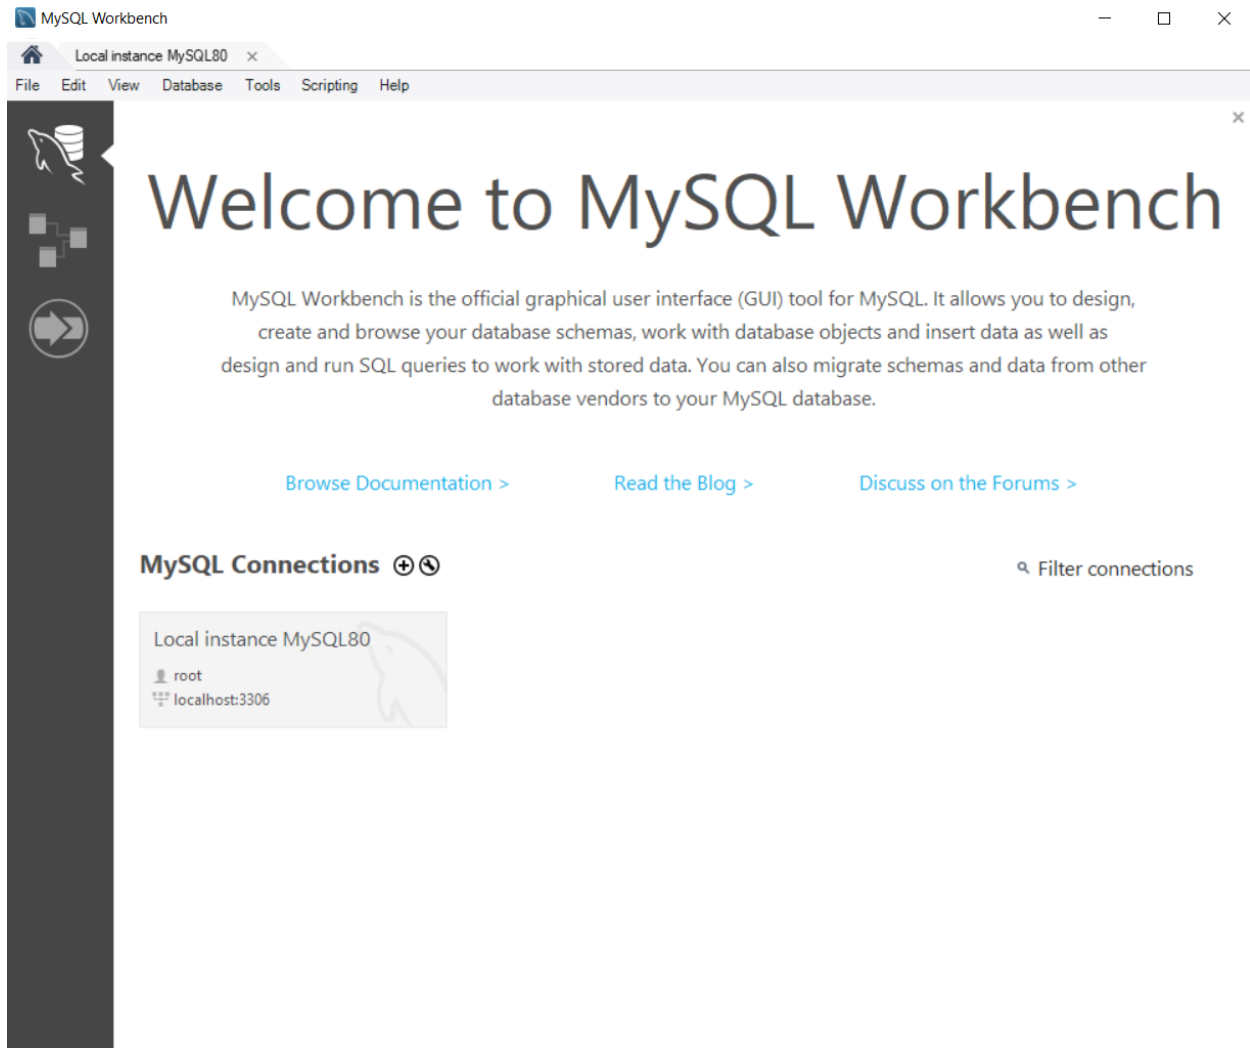 MySQL Workbench
Local instance MySQL80
File Edit View Database Tools Scripting Help
Welcome to MySQL Workbench
MySQL Workbench is the official graphical user interface (GUI) tool for MySQL. It allows you to design,
create and browse your database schemas, work with database objects and insert data as well as
design and run SQL queries to work with stored data. You can also migrate schemas and data from other
database vendors to your MySQL database.
Browse Documentation > Read the Blog > Discuss on the Forums >
MySQL Connections Filter connections
Local instance MySQL80
root
localhost:3306